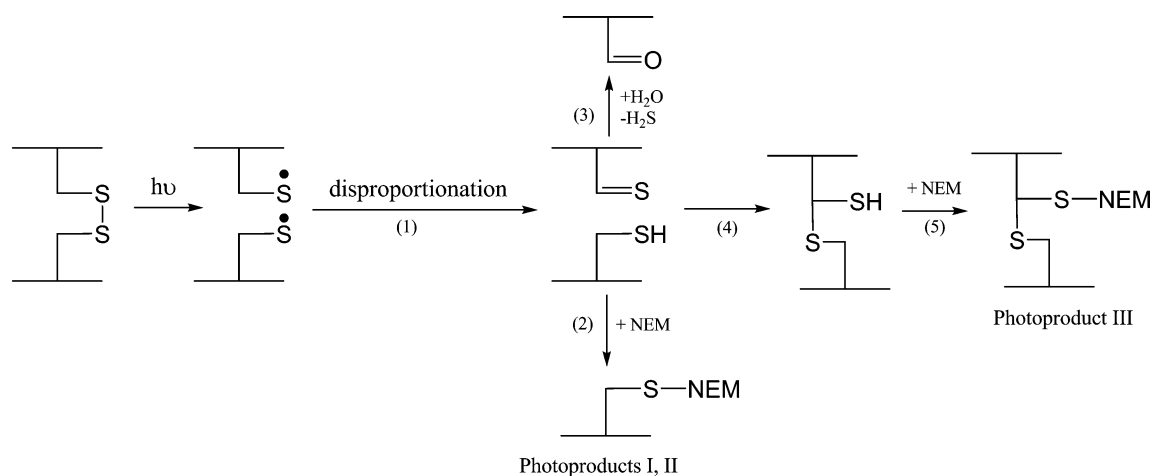 O
(3)
+H₂O
-H₂S
S
S
hυ
S•
S•
disproportionation
(1)
S
SH
(4)
SH
S
+ NEM
(5)
S—NEM
S
(2)
+ NEM
Photoproduct III
S—NEM
Photoproducts I, II